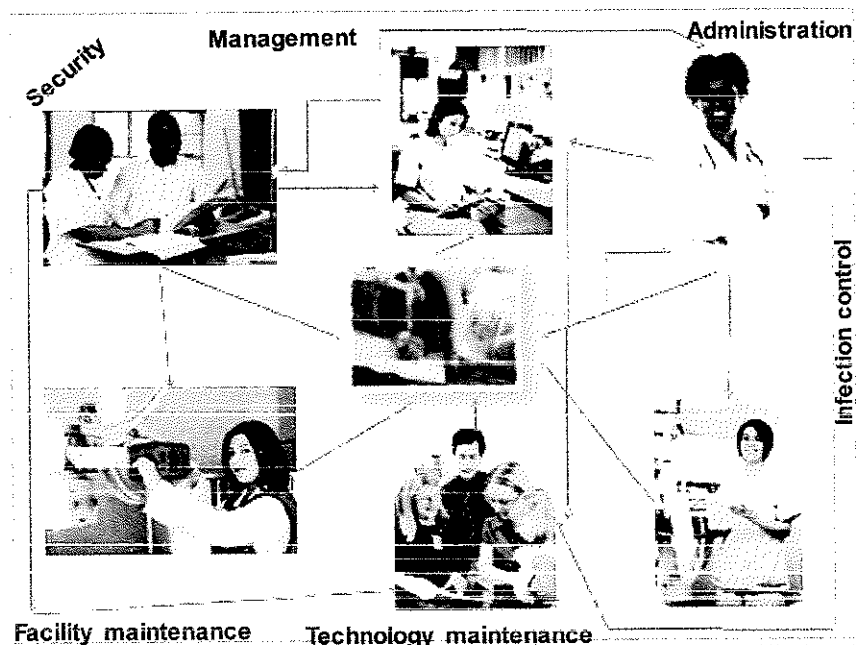 Management
Administration
Security
Infection control
Facility maintenance
Technology maintenance